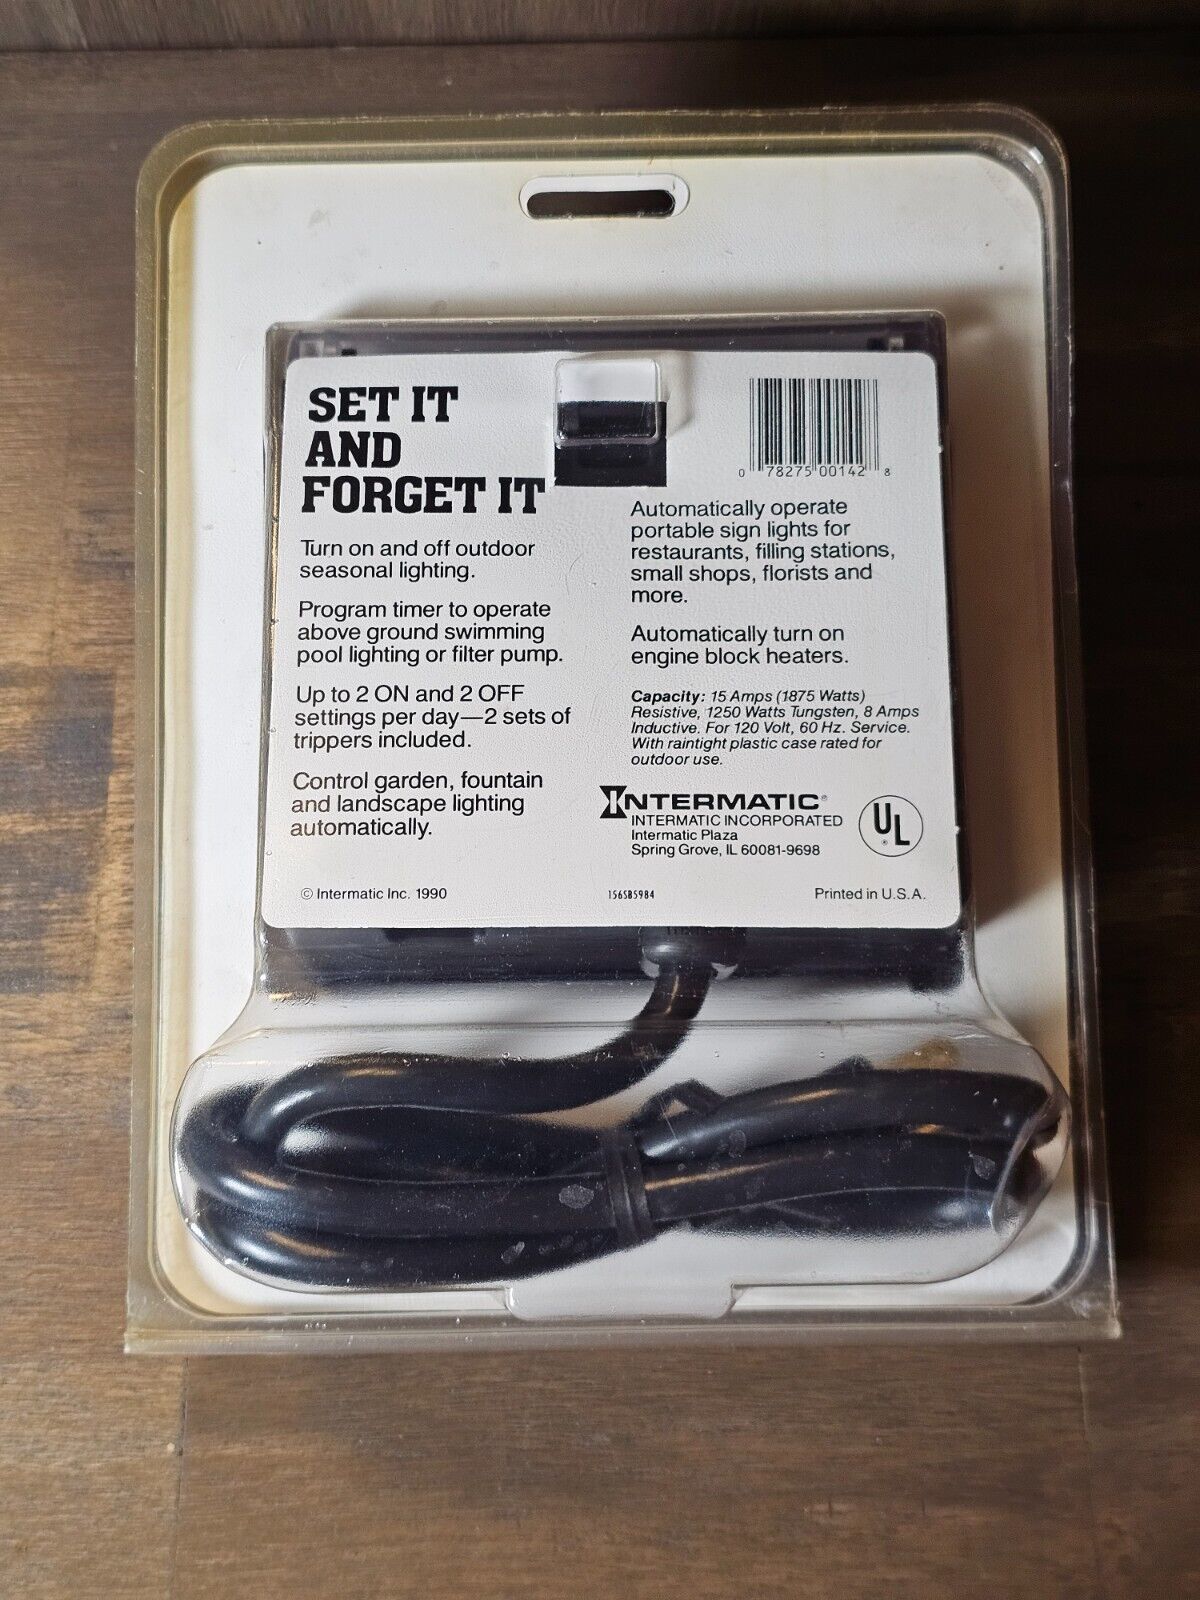 SET IT
AND
FORGET IT
Turn on and off outdoor
seasonal lighting.
Program timer to operate
above ground swimming
pool lighting or filter pump.
Up to 2 ON and 2 OFF
settings per day—2 sets of
trippers included.
Control garden, fountain
and landscape lighting
automatically.
© Intermatic Inc. 1990
0 78275 00142 8
Automatically operate
portable sign lights for
restaurants, filling stations,
small shops, florists and
more.
Automatically turn on
engine block heaters.
Capacity: 15 Amps (1875 Watts)
Resistive, 1250 Watts Tungsten, 8 Amps
Inductive. For 120 Volt, 60 Hz. Service.
With raintight plastic case rated for
outdoor use.
INTERMATIC®
INTERMATIC INCORPORATED
Intermatic Plaza
Spring Grove, IL 60081-9698
UL®
156SB5984
Printed in U.S.A.